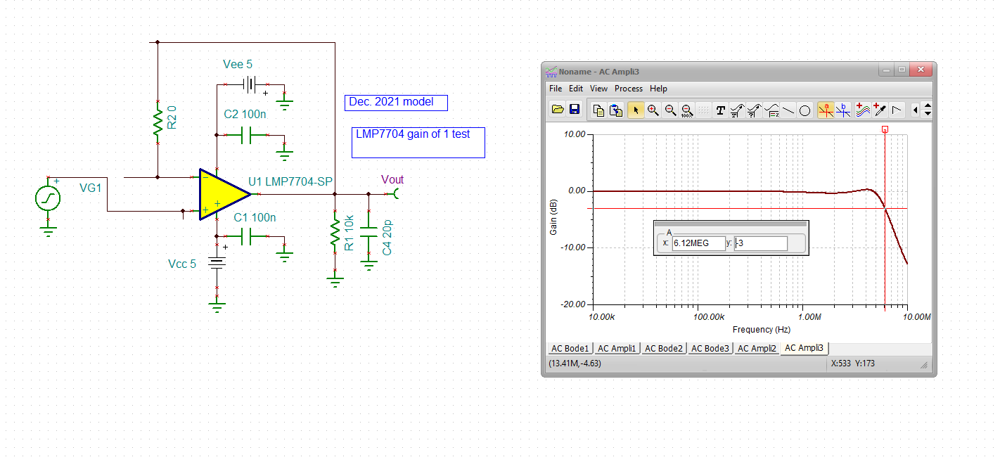 Vee 5
+
C2 100n
R2 0
Dec. 2021 model
LMP7704 gain of 1 test
+
VG1
−
+
+
U1 LMP7704-SP
Vout
C1 100n
R1 10k
C4 20p
+
Vcc 5
Noname - AC Ampli3
File Edit View Process Help
100%
T
a
b
a
10.00
0.00
-10.00
-20.00
Gain (dB)
A
x: 6.12MEG y: -3
10.00k 100.00k 1.00M 10.00M
Frequency (Hz)
AC Bode1 AC Ampli1 AC Bode2 AC Bode3 AC Ampli2 AC Ampli3
(13.41M,-4.63) X:533 Y:173